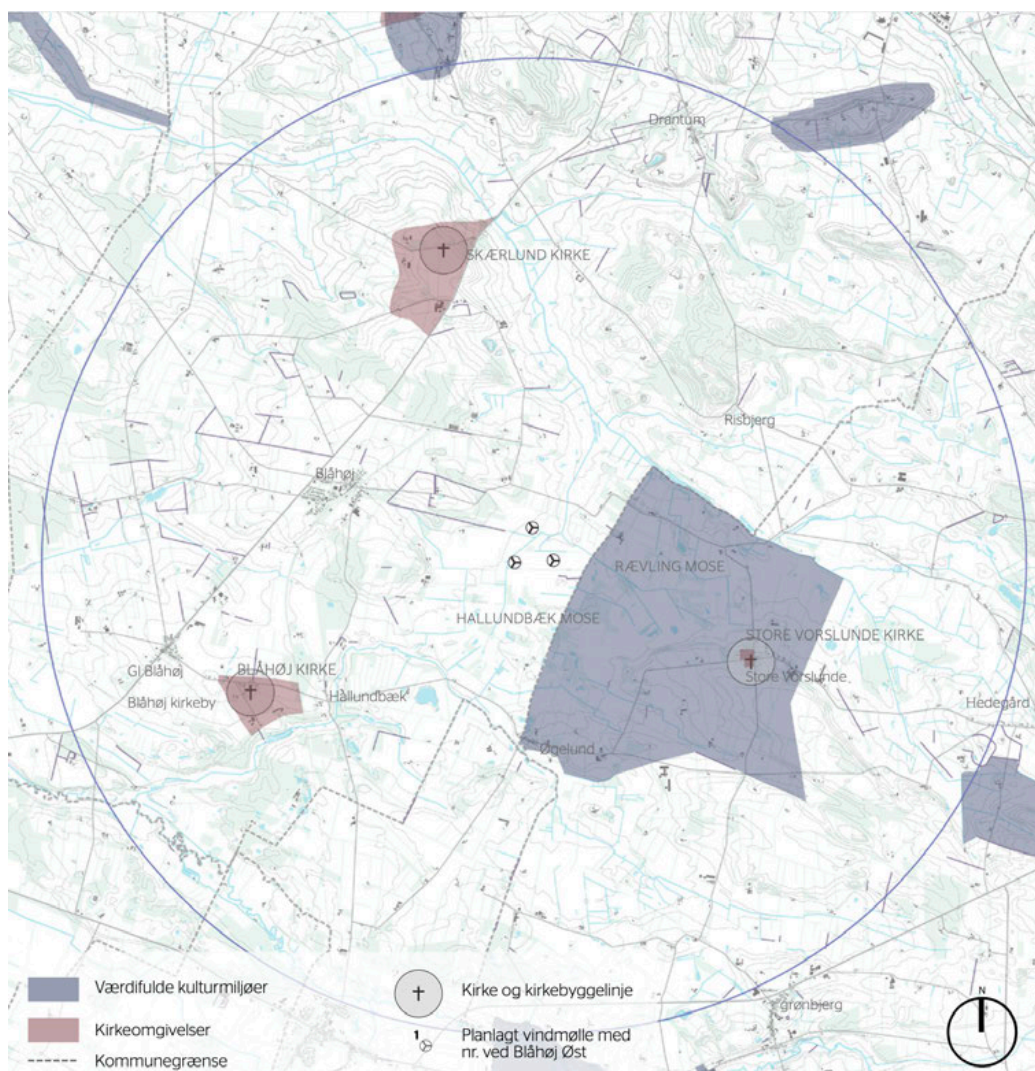 Drantum
SKÆRLUND KIRKE
Risbjerg
Blåhøj
RÆVLING MOSE
HALLUNDBÆK MOSE
STORE VORSLUNDE KIRKE
Gl Blåhøj
BLÅHØJ KIRKE
Store Vorslunde
Blåhøj kirkeby
Hallundbæk
Hedegård
Øgelund
Værdifulde kulturmiljøer
Kirke og kirkebyggelinje
grønbjerg
N
Kirkeomgivelser
1
Planlagt vindmølle med
nr. ved Blåhøj Øst
Kommunegrænse